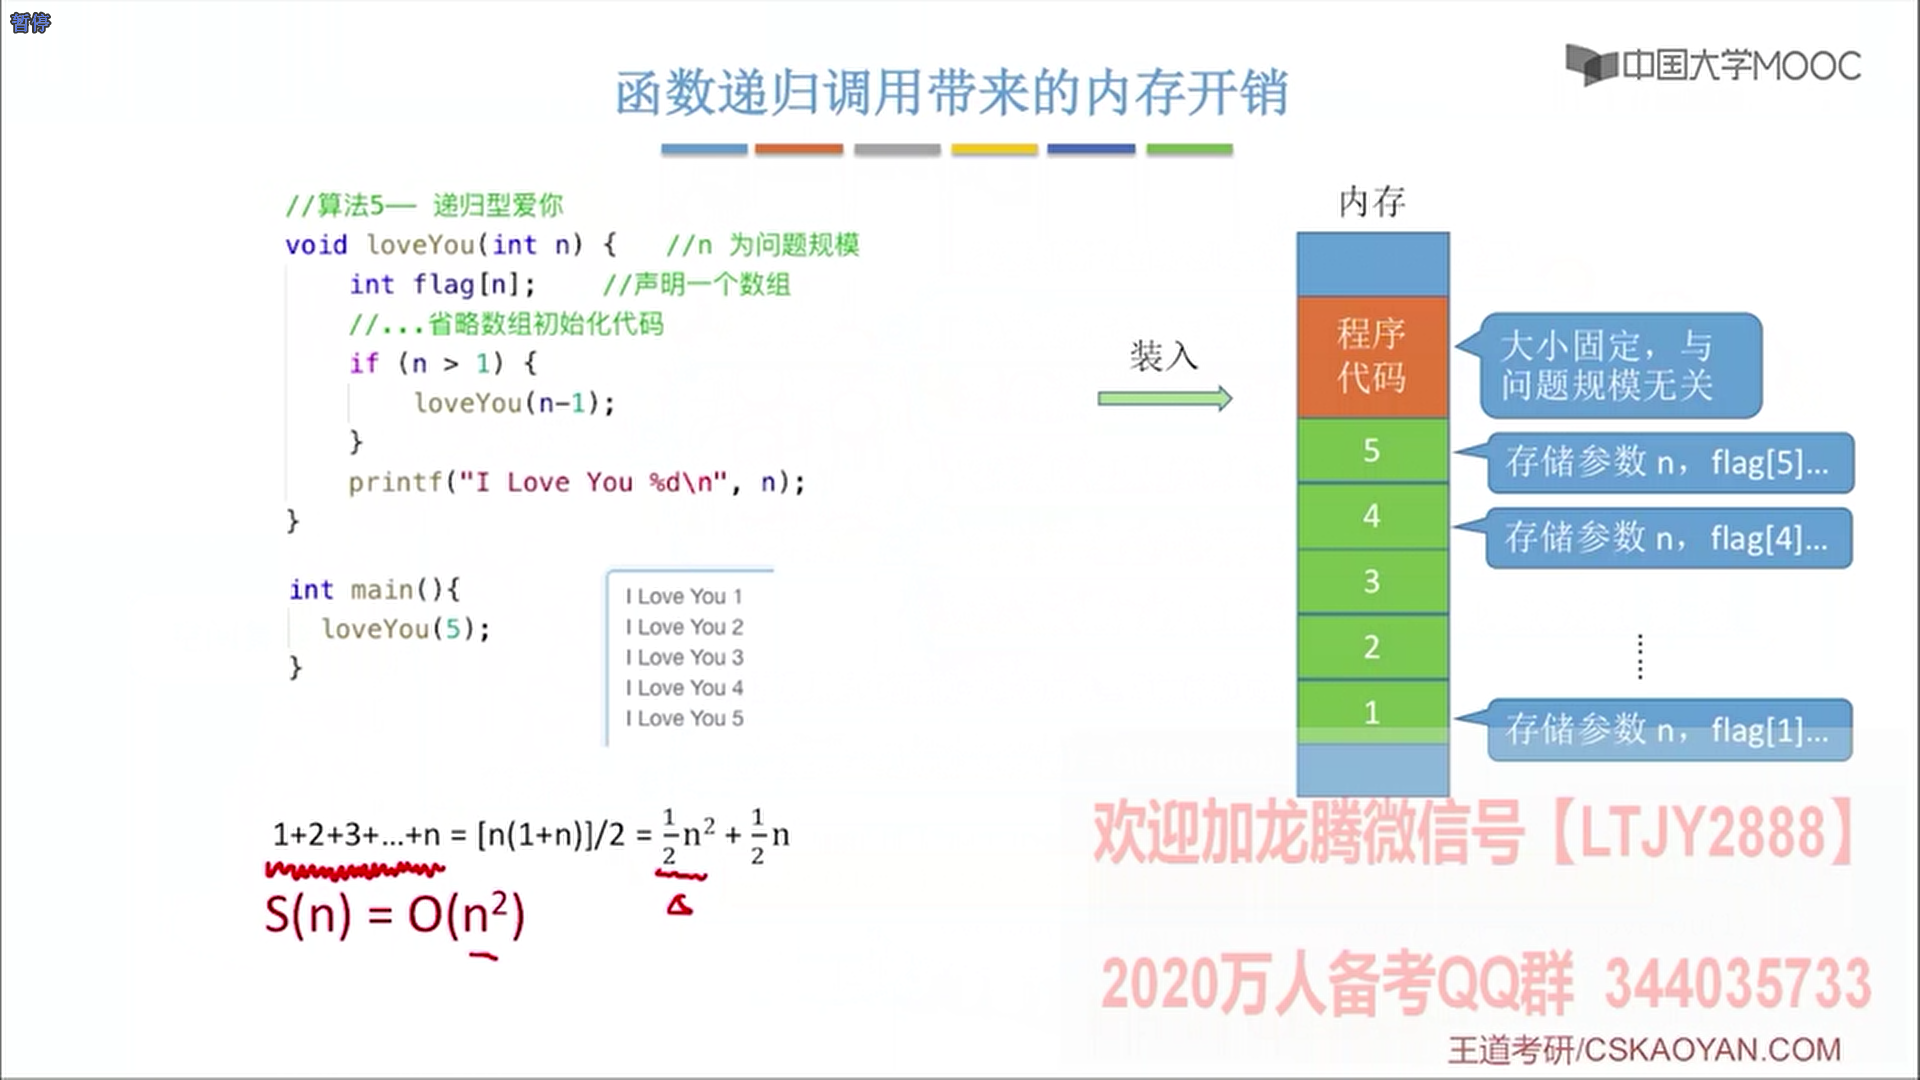 暂停
中国大学MOOC
函数递归调用带来的内存开销
//算法5—— 递归型爱你
void loveYou(int n) {   //n 为问题规模
    int flag[n];    //声明一个数组
    //...省略数组初始化代码
    if (n > 1) {
        loveYou(n-1);
    }
    printf("I Love You %d\n", n);
}
int main(){
  loveYou(5);
}
I Love You 1
I Love You 2
I Love You 3
I Love You 4
I Love You 5
装入
内存
程序
代码
5
4
3
2
1
大小固定，与
问题规模无关
存储参数 n，flag[5]...
存储参数 n，flag[4]...
......
存储参数 n，flag[1]...
1+2+3+...+n = [n(1+n)]/2 = 1/2 n² + 1/2 n
S(n) = O(n²)
欢迎加龙腾微信号【LTJY2888】
2020万人备考QQ群 344035733
王道考研/CSKAOYAN.COM